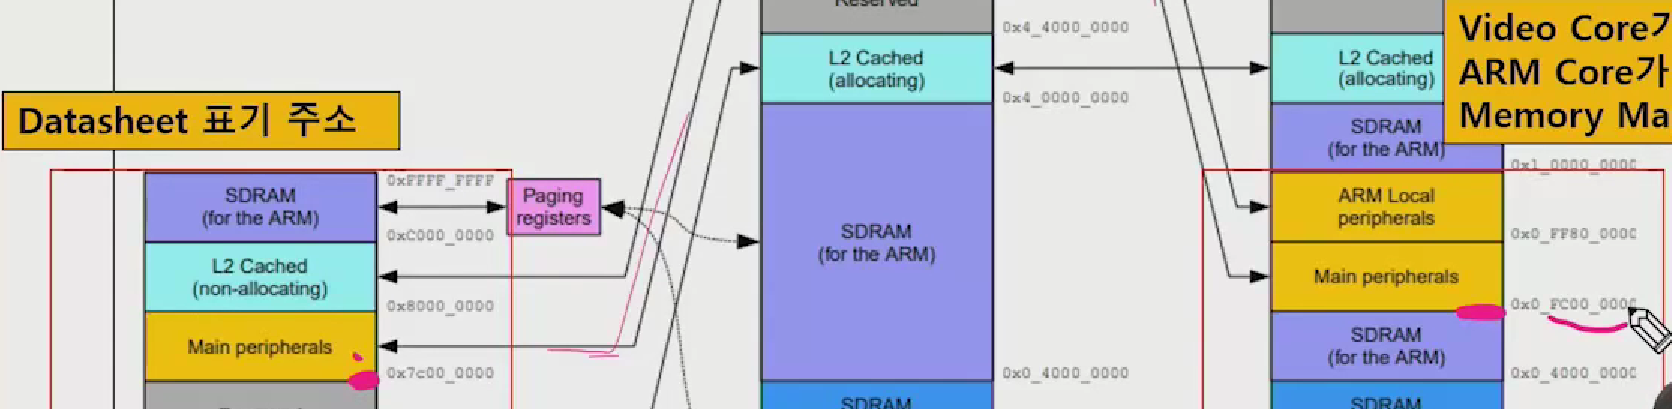 Datasheet 표기 주소
SDRAM
(for the ARM)
L2 Cached
(non-allocating)
Main peripherals
0xFFFF_FFFF
0xC000_0000
0x8000_0000
0x7c00_0000
Paging
registers
Reserved
L2 Cached
(allocating)
SDRAM
(for the ARM)
SDRAM
0x4_4000_0000
0x4_0000_0000
0x0_4000_0000
L2 Cached
(allocating)
SDRAM
(for the ARM)
ARM Local
peripherals
Main peripherals
SDRAM
(for the ARM)
SDRAM
0x1_0000_0000
0x0_FF80_0000
0x0_FC00_0000
0x0_4000_0000
Video Core가
ARM Core가
Memory Ma